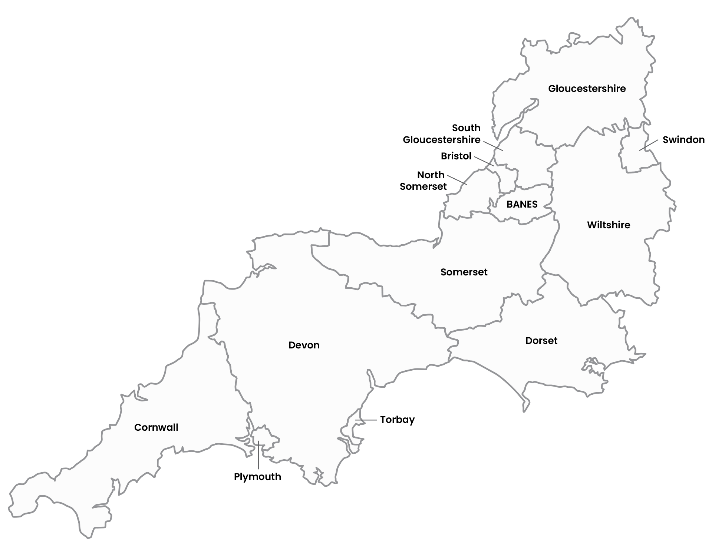 Gloucestershire
South
Gloucestershire
Swindon
Bristol
North
Somerset
BANES
Wiltshire
Somerset
Devon
Dorset
Cornwall
Torbay
Plymouth